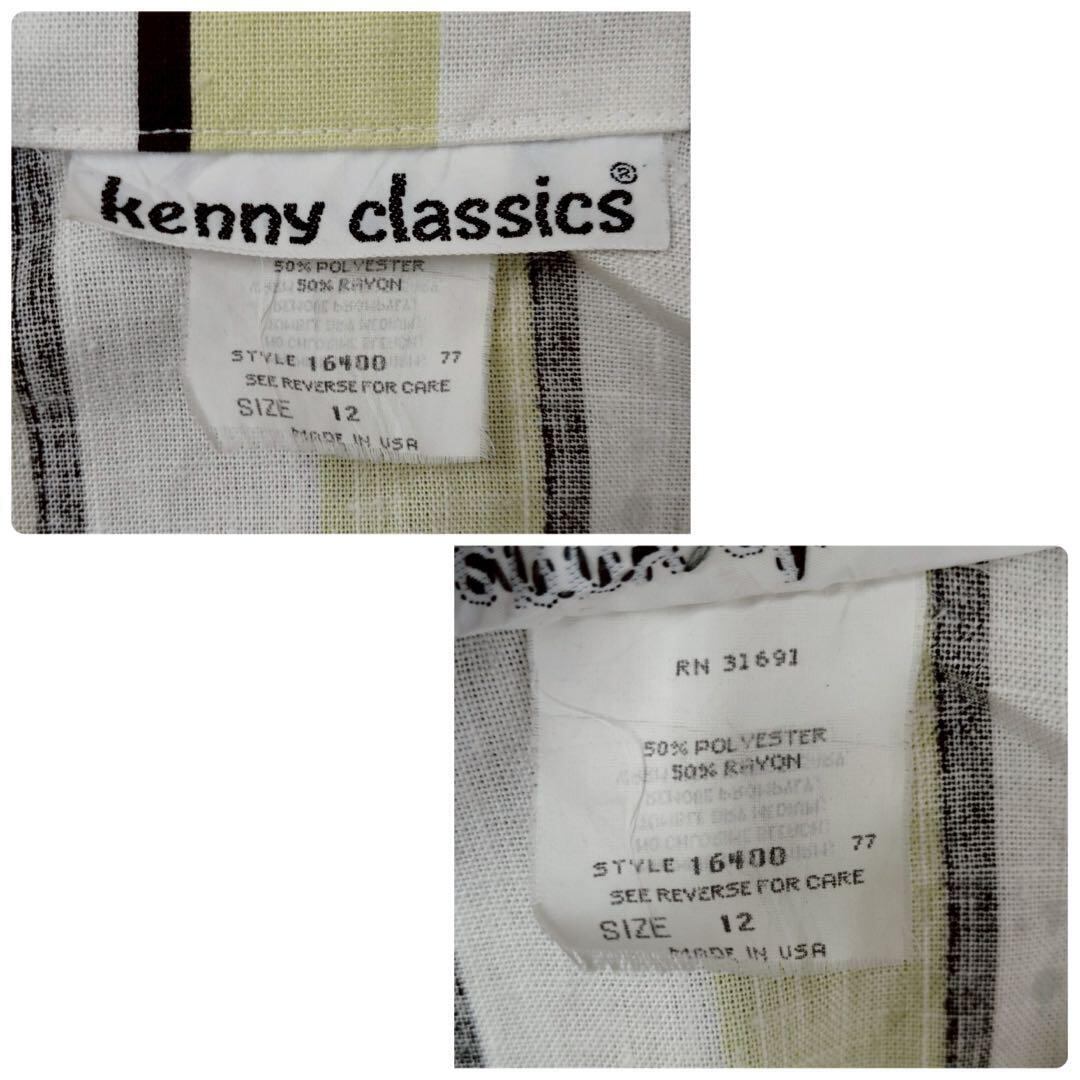 kenny classics®
50% POLYESTER
50% RAYON
STYLE 16400 77
SEE REVERSE FOR CARE
SIZE 12
MADE IN USA
RN 31691
50% POLYESTER
50% RAYON
STYLE 16400 77
SEE REVERSE FOR CARE
SIZE 12
MADE IN USA